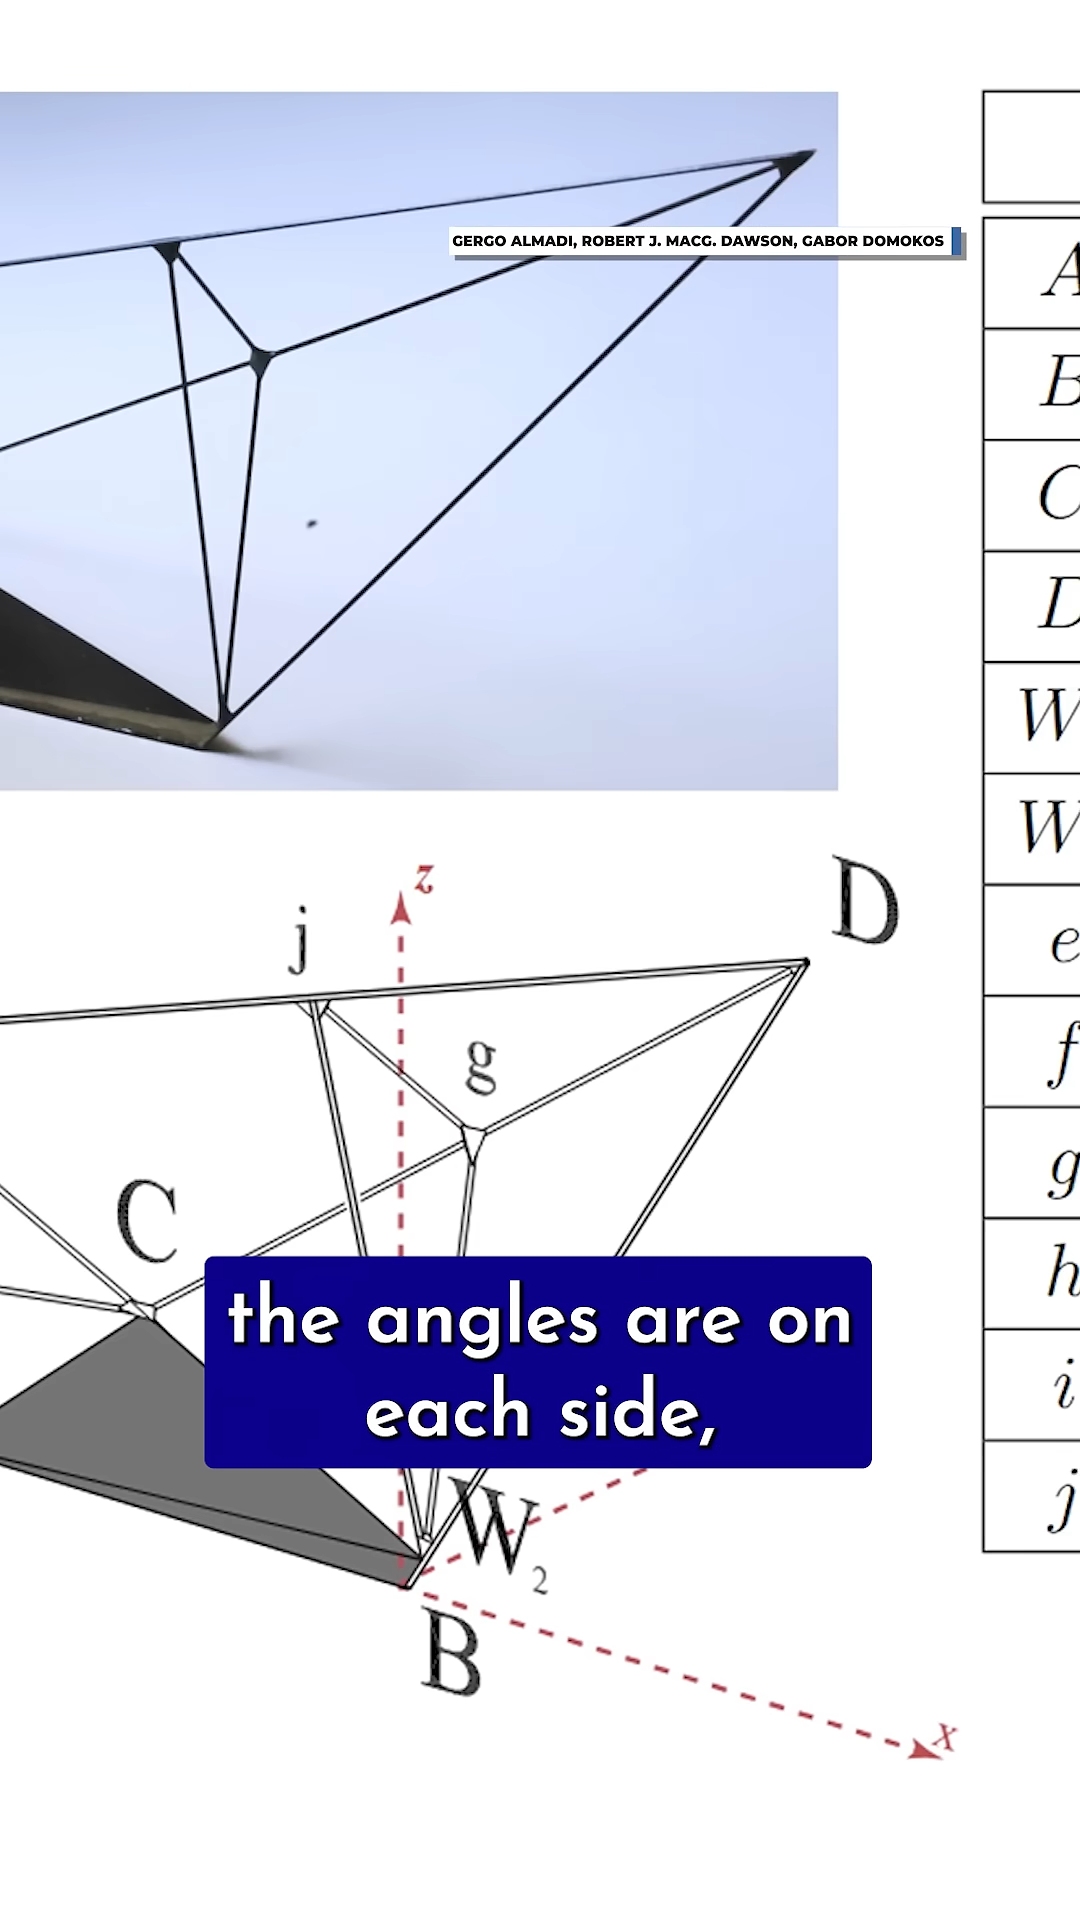 GERGO ALMADI, ROBERT J. MACG. DAWSON, GABOR DOMOKOS
A
B
C
D
W
W
e
f
g
h
i
j
z
D
j
g
C
the angles are on
each side,
W2
B
x